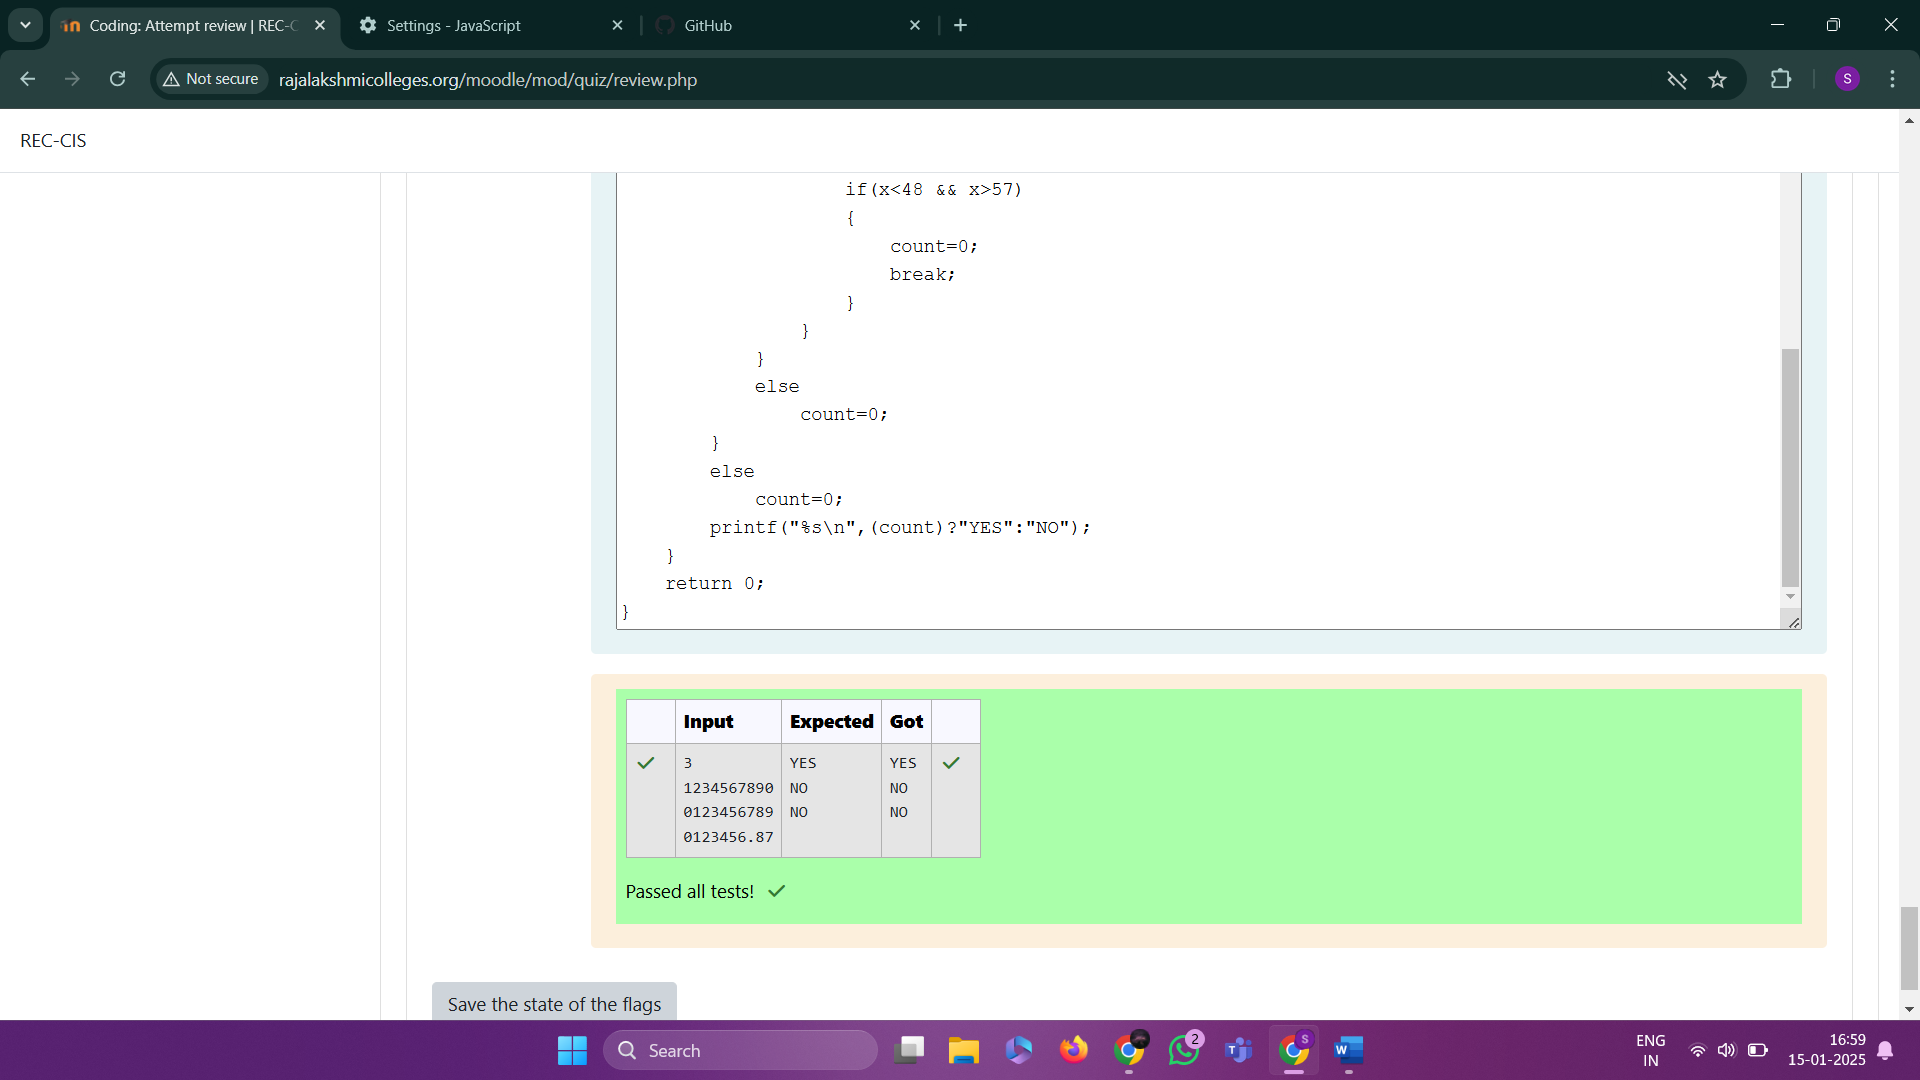 Coding: Attempt review | REC-C
Settings - JavaScript
GitHub
Not secure
rajalakshmicolleges.org/moodle/mod/quiz/review.php
S
REC-CIS
if(x<48 && x>57)
{
count=0;
break;
}
}
}
else
count=0;
}
else
count=0;
printf("%s\n",(count)?"YES":"NO");
}
return 0;
}
Input Expected Got
3 YES YES
1234567890 NO NO
0123456789 NO NO
0123456.87
Passed all tests!
Save the state of the flags
Search
2
T
S
W
ENG
IN
16:59
15-01-2025